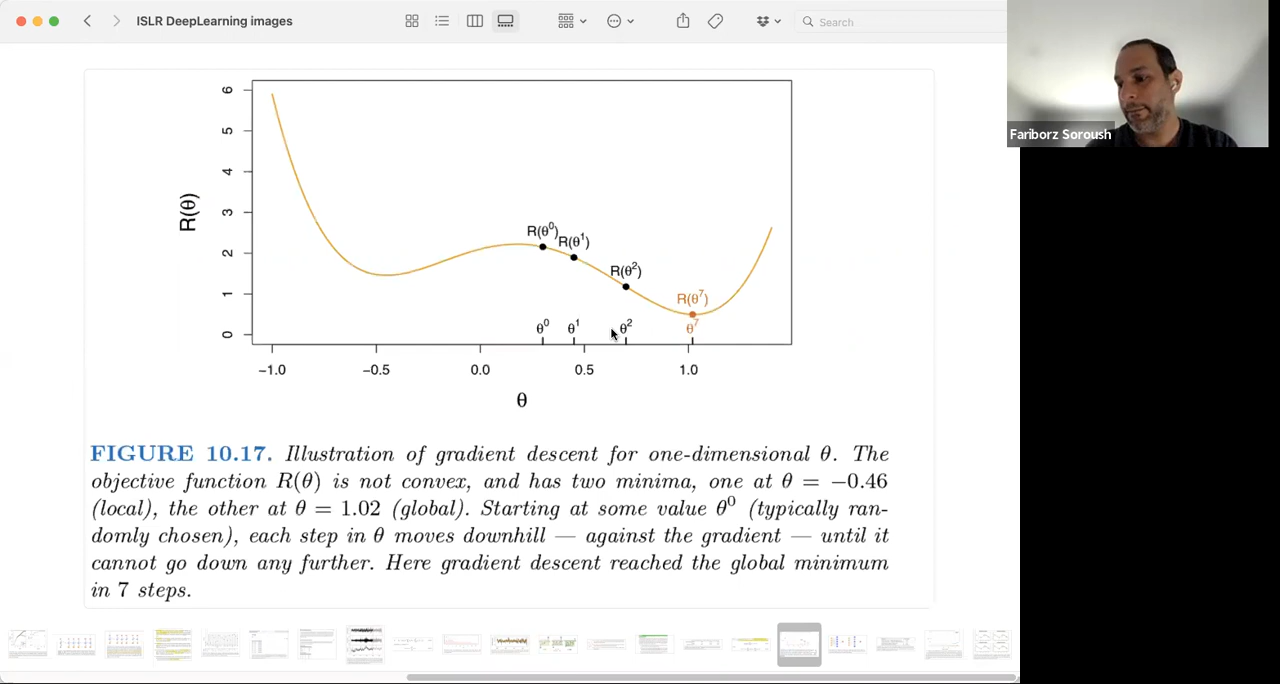 ISLR DeepLearning images
Search
Fariborz Soroush
R(θ)
6
5
4
3
2
1
0
R(θ⁰)
R(θ¹)
R(θ²)
R(θ⁷)
θ⁰
θ¹
θ²
θ⁷
−1.0
−0.5
0.0
0.5
1.0
θ
FIGURE 10.17. Illustration of gradient descent for one-dimensional θ. The
objective function R(θ) is not convex, and has two minima, one at θ = −0.46
(local), the other at θ = 1.02 (global). Starting at some value θ⁰ (typically ran-
domly chosen), each step in θ moves downhill — against the gradient — until it
cannot go down any further. Here gradient descent reached the global minimum
in 7 steps.